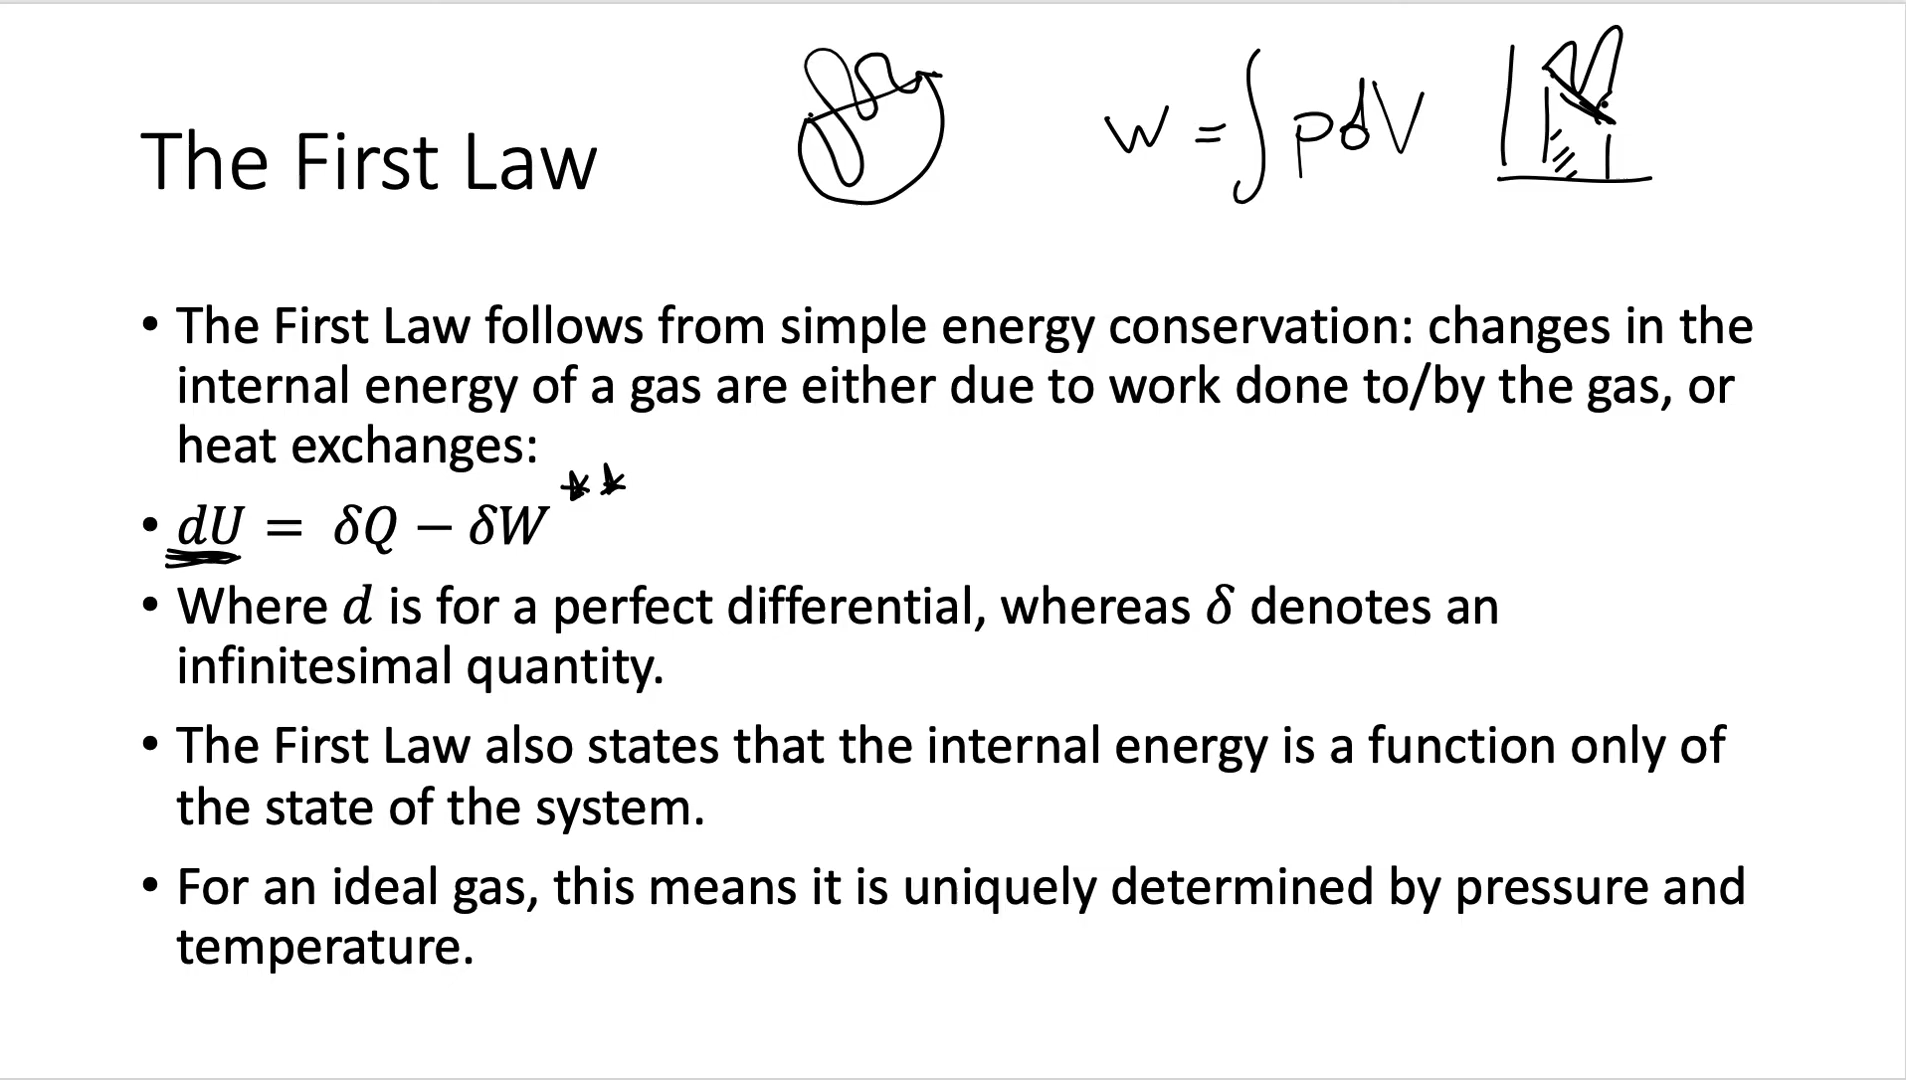 The First Law
W = ∫ pdV
• The First Law follows from simple energy conservation: changes in the
internal energy of a gas are either due to work done to/by the gas, or
heat exchanges:
• dU = δQ − δW **
• Where d is for a perfect differential, whereas δ denotes an
infinitesimal quantity.
• The First Law also states that the internal energy is a function only of
the state of the system.
• For an ideal gas, this means it is uniquely determined by pressure and
temperature.